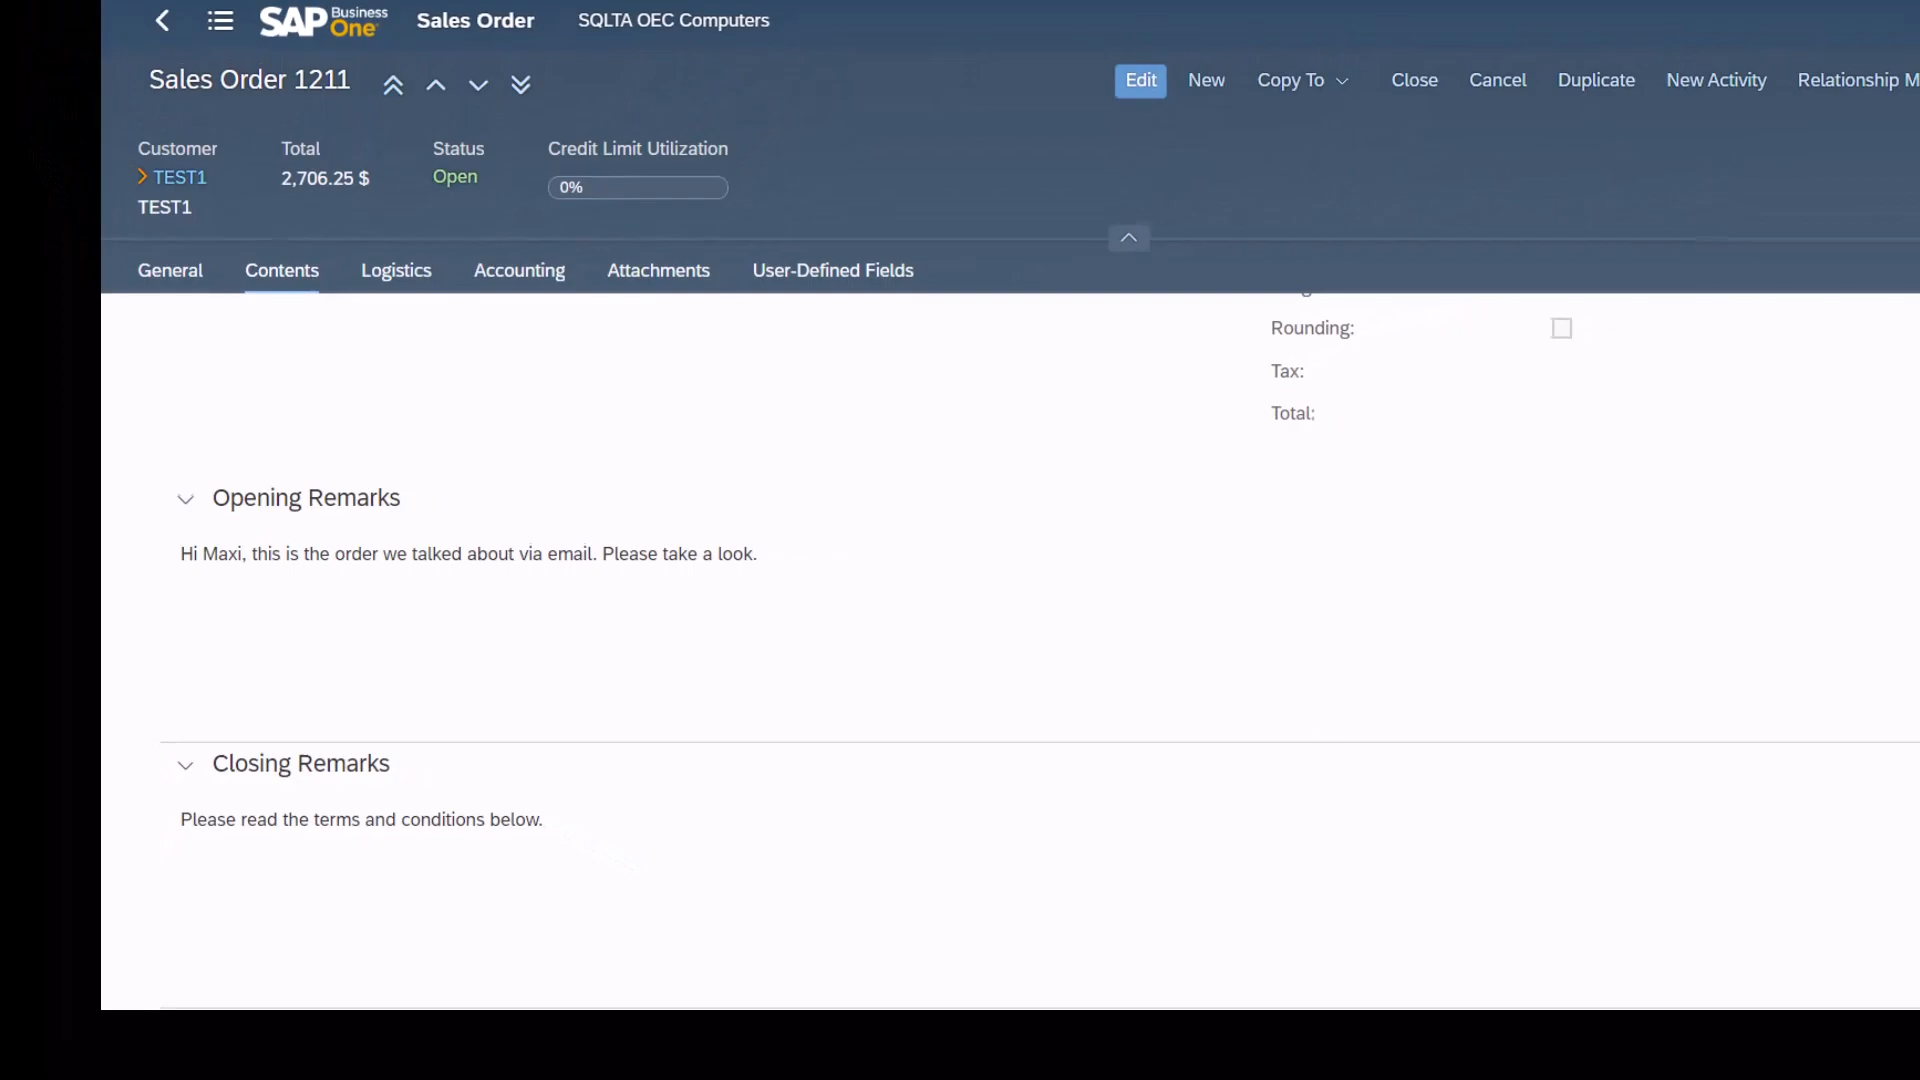 SAP Business One Sales Order SQLTA OEC Computers
Sales Order 1211
Edit New Copy To Close Cancel Duplicate New Activity Relationship M
Customer Total Status Credit Limit Utilization
TEST1 2,706.25 $ Open 0%
TEST1
General Contents Logistics Accounting Attachments User-Defined Fields
Rounding:
Tax:
Total:
Opening Remarks
Hi Maxi, this is the order we talked about via email. Please take a look.
Closing Remarks
Please read the terms and conditions below.